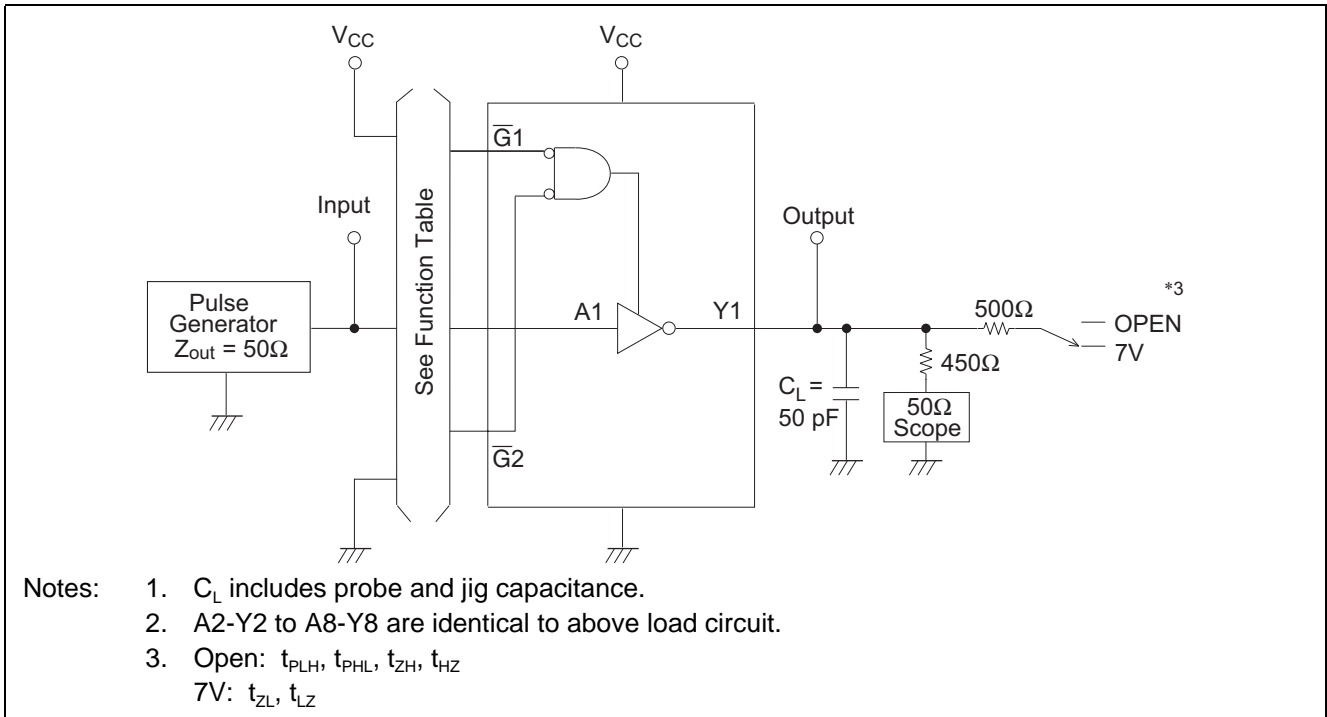 VCC
VCC
G1
Input
See Function Table
Output
Pulse
Generator
Zout = 50Ω
A1
Y1
500Ω
*3
OPEN
7V
450Ω
CL =
50 pF
50Ω
Scope
G2
Notes: 1. CL includes probe and jig capacitance.
2. A2-Y2 to A8-Y8 are identical to above load circuit.
3. Open: tPLH, tPHL, tZH, tHZ
7V: tZL, tLZ